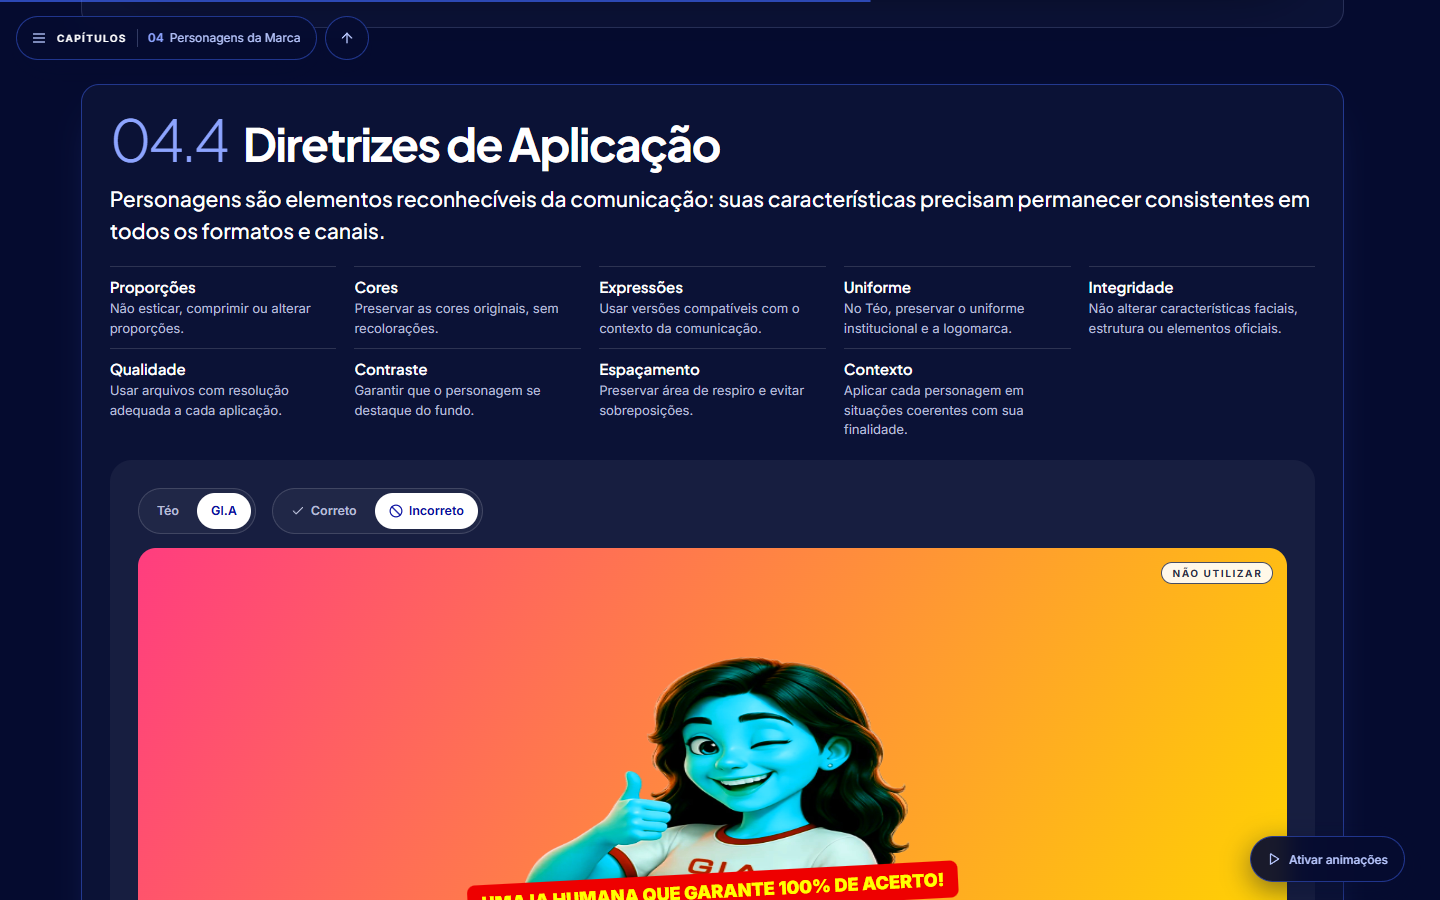 CAPÍTULOS
04 Personagens da Marca
04.4 Diretrizes de Aplicação
Personagens são elementos reconhecíveis da comunicação: suas características precisam permanecer consistentes em
todos os formatos e canais.
Proporções
Não esticar, comprimir ou alterar
proporções.
Cores
Preservar as cores originais, sem
recolorações.
Expressões
Usar versões compatíveis com o
contexto da comunicação.
Uniforme
No Téo, preservar o uniforme
institucional e a logomarca.
Integridade
Não alterar características faciais,
estrutura ou elementos oficiais.
Qualidade
Usar arquivos com resolução
adequada a cada aplicação.
Contraste
Garantir que o personagem se
destaque do fundo.
Espaçamento
Preservar área de respiro e evitar
sobreposições.
Contexto
Aplicar cada personagem em
situações coerentes com sua
finalidade.
Téo
GI.A
Correto
Incorreto
NÃO UTILIZAR
GI.A
UMA IA HUMANA QUE GARANTE 100% DE ACERTO!
Ativar animações